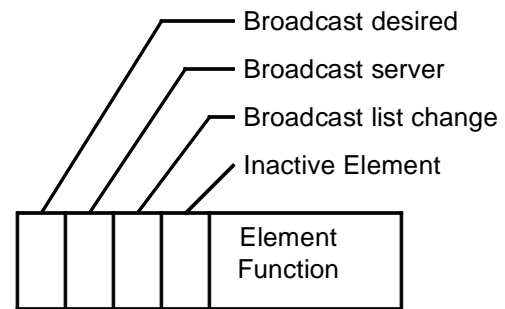 Broadcast desired
Broadcast server
Broadcast list change
Inactive Element
Element
Function